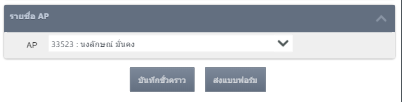 รายชื่อ AP
AP 33523 : นงลักษณ์ มั่นคง
บันทึกชั่วคราว ส่งแบบฟอร์ม